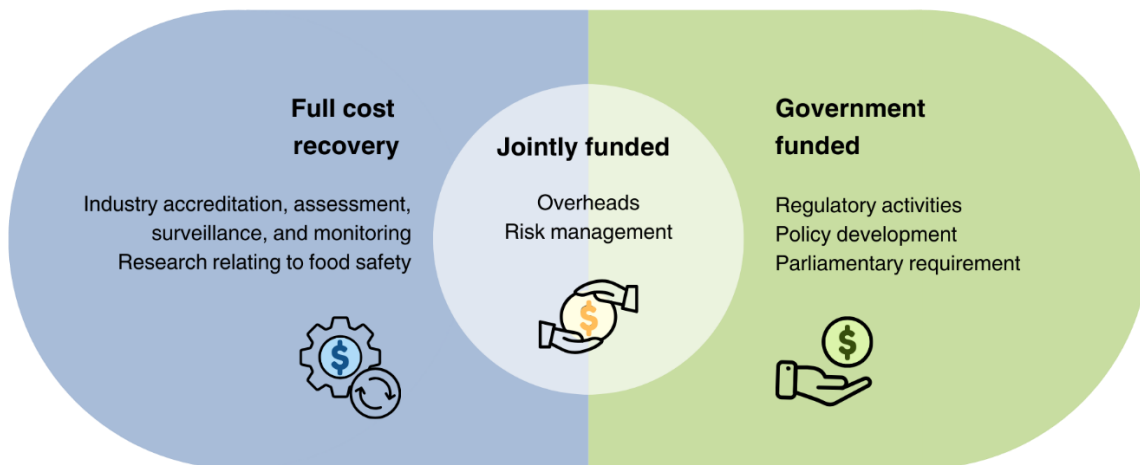 Full cost
recovery
Industry accreditation, assessment,
surveillance, and monitoring
Research relating to food safety
$
Jointly funded
Overheads
Risk management
$
Government
funded
Regulatory activities
Policy development
Parliamentary requirement
$